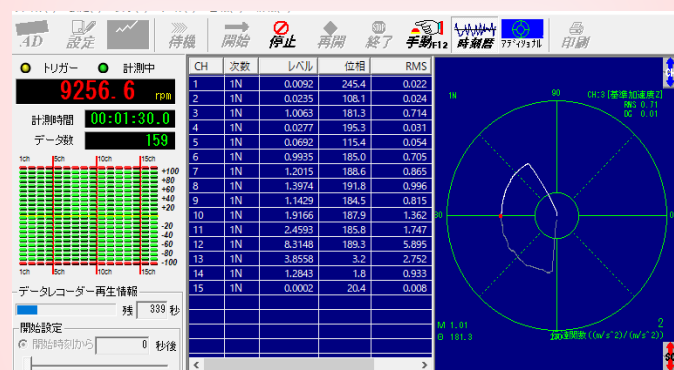 AD 設定 待機 開始 停止 再開 終了 手動F12 時刻暦 アディショナル 印刷
トリガー 計測中
9256.6 rpm
計測時間 00:01:30.0
データ数 159
1ch 5ch 10ch 15ch
+100
+80
+60
+40
+20
-20
-40
-60
-80
-100
1ch 5ch 10ch 15ch
データレコーダー再生情報
残 339 秒
開始設定
開始時刻から 0 秒後
CH 次数 レベル 位相 RMS
1 1N 0.0092 245.4 0.022
2 1N 0.0235 108.1 0.024
3 1N 1.0063 181.3 0.714
4 1N 0.0277 195.3 0.031
5 1N 0.0692 115.4 0.054
6 1N 0.9935 185.0 0.705
7 1N 1.2015 188.6 0.865
8 1N 1.3974 191.8 0.996
9 1N 1.1429 184.5 0.815
10 1N 1.9166 187.9 1.362
11 1N 2.4593 185.8 1.747
12 1N 8.3148 189.3 5.895
13 1N 3.8558 3.2 2.752
14 1N 1.2843 1.8 0.933
15 1N 0.0002 20.4 0.008
1N 90 CH:3 [基準加速度2]
RMS 0.71
DC 0.01
80 0
M 1.01
Θ 181.3
2
関数((m/s^2)/(m/s^2))